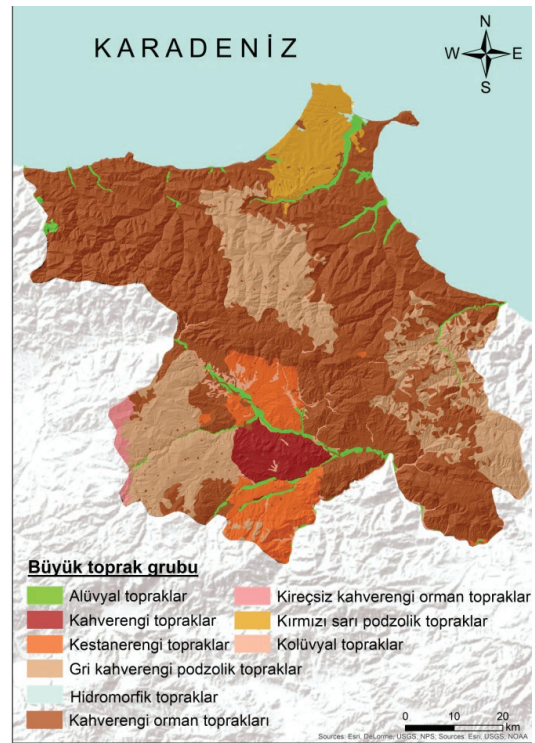 KARADENİZ
N
W E
S
Büyük toprak grubu
Alüvyal topraklar
Kahverengi topraklar
Kestanerengi topraklar
Gri kahverengi podzolik topraklar
Hidromorfik topraklar
Kahverengi orman toprakları
Kireçsiz kahverengi orman topraklar
Kırmızı sarı podzolik topraklar
Kolüvyal topraklar
0 10 20
km
Sources: Esri, DeLorme, USGS, NPS, Sources: Esri, USGS, NOAA